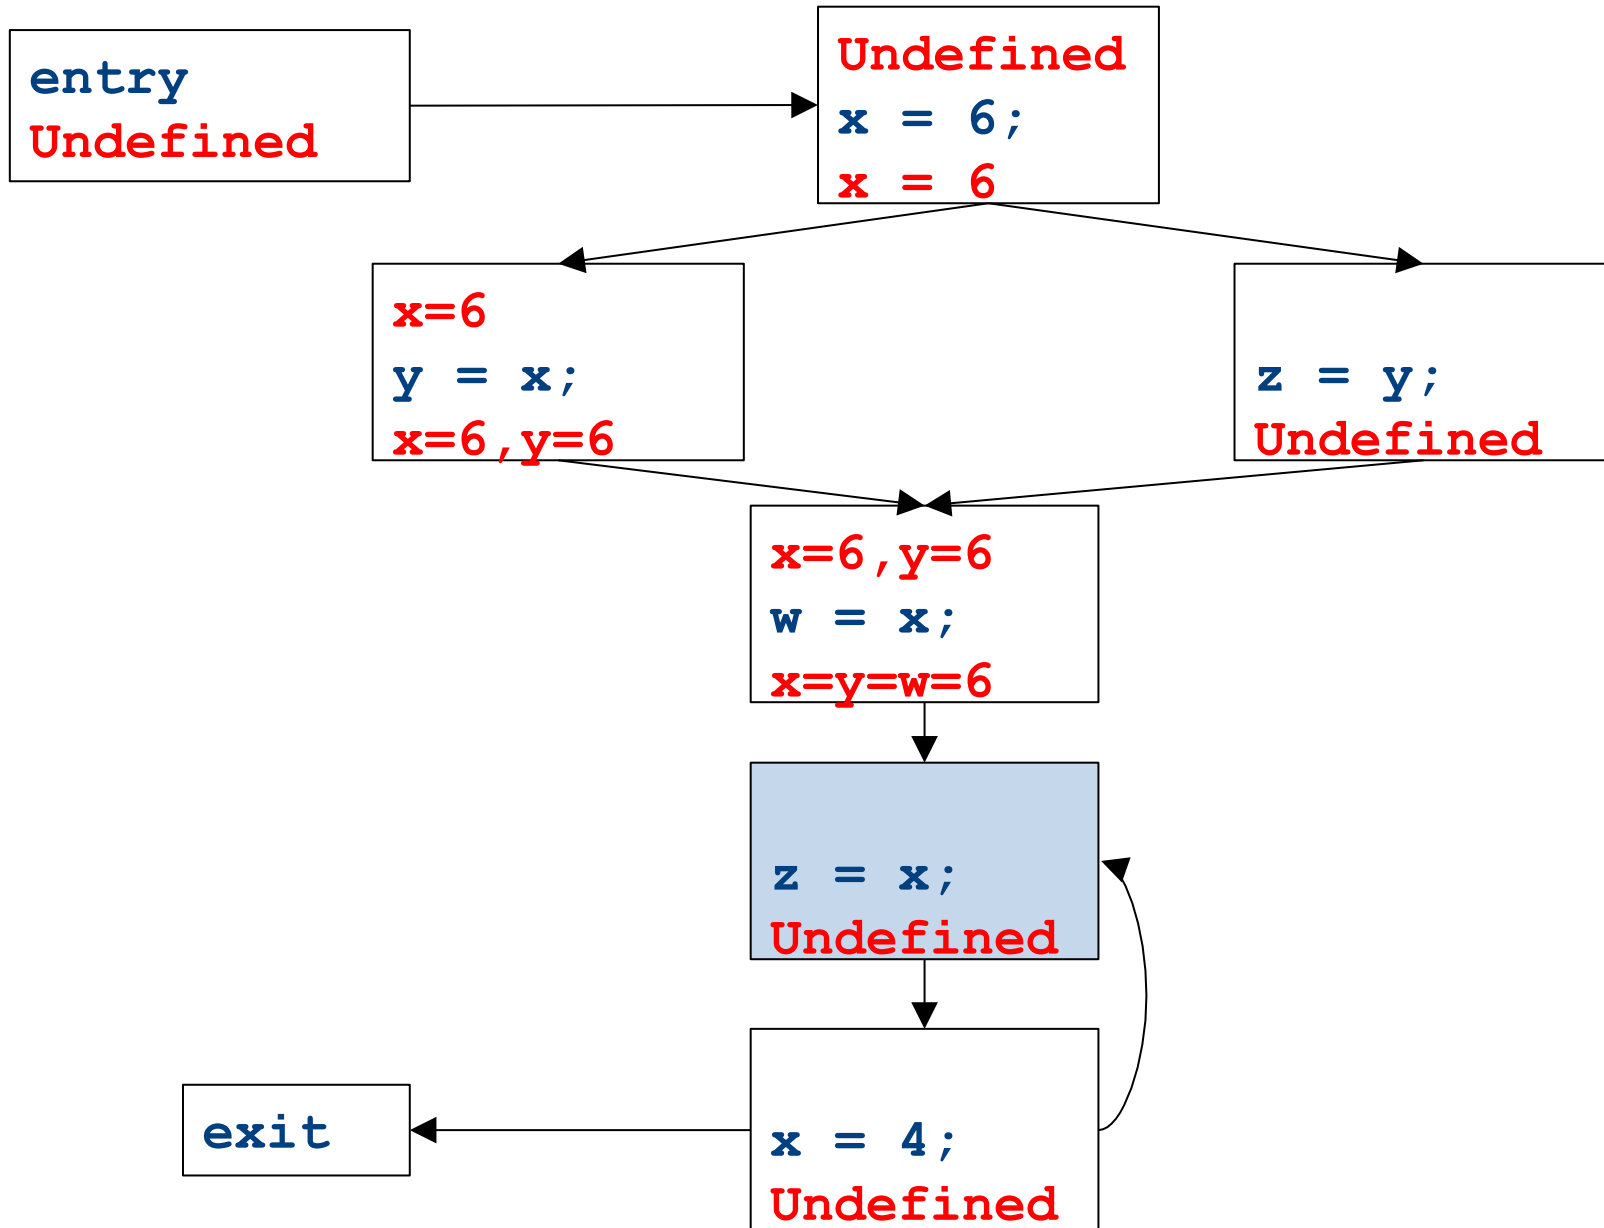 entry
Undefined
Undefined
x = 6;
x = 6
x=6
y = x;
x=6,y=6
z = y;
Undefined
x=6,y=6
w = x;
x=y=w=6
z = x;
Undefined
exit
x = 4;
Undefined